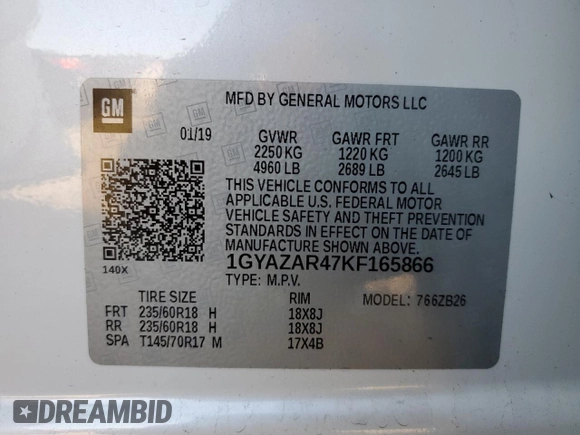 GM
MFD BY GENERAL MOTORS LLC
01/19 GVWR GAWR FRT GAWR RR
2250 KG 1220 KG 1200 KG
4960 LB 2689 LB 2645 LB
THIS VEHICLE CONFORMS TO ALL
APPLICABLE U.S. FEDERAL MOTOR
VEHICLE SAFETY AND THEFT PREVENTION
STANDARDS IN EFFECT ON THE DATE OF
MANUFACTURE SHOWN ABOVE.
140X
1GYAZAR47KF165866
TYPE: M.P.V.
TIRE SIZE RIM MODEL: 766ZB26
FRT 235/60R18 H 18X8J
RR 235/60R18 H 18X8J
SPA T145/70R17 M 17X4B
DREAMBID